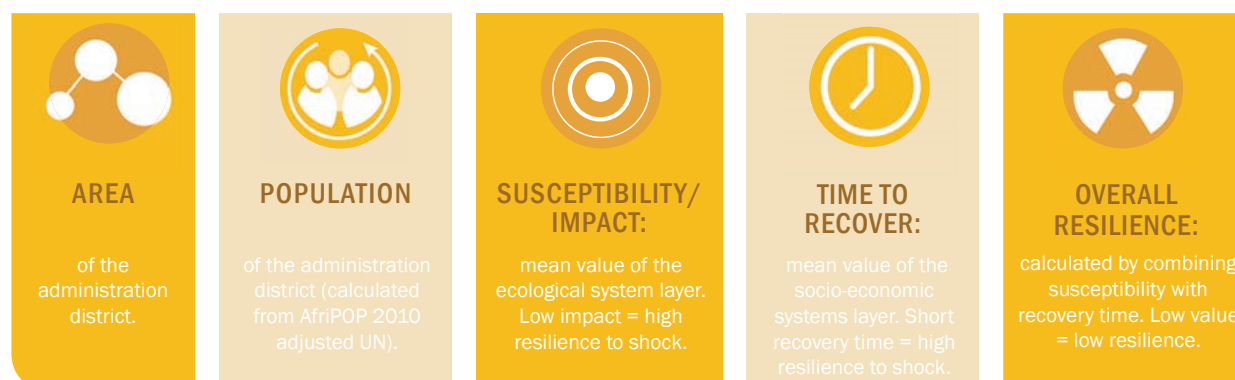 AREA
of the
administration
district.
POPULATION
of the administration
district (calculated
from AfriPOP 2010
adjusted UN).
SUSCEPTIBILITY/
IMPACT:
mean value of the
ecological system layer.
Low impact = high
resilience to shock.
TIME TO
RECOVER:
mean value of the
socio-economic
systems layer. Short
recovery time = high
resilience to shock.
OVERALL
RESILIENCE:
calculated by combining
susceptibility with
recovery time. Low value
= low resilience.